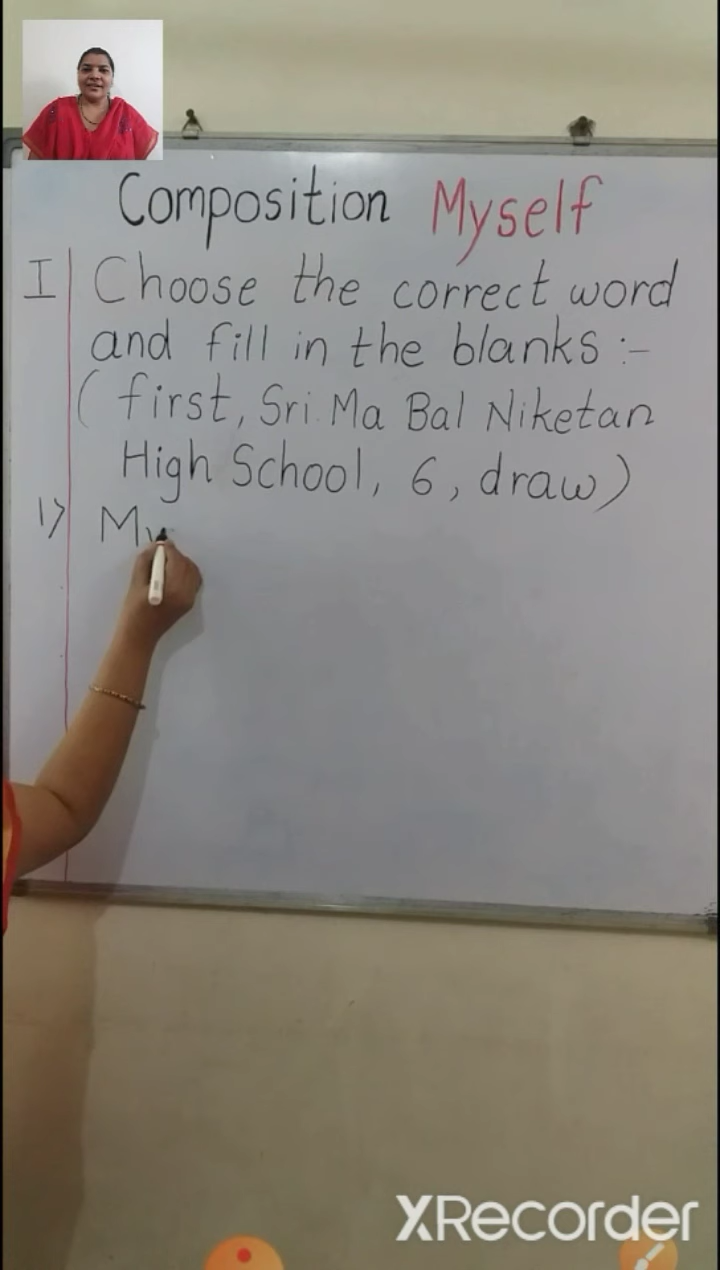 Composition Myself
I Choose the correct word
and fill in the blanks :-
(first, Sri Ma Bal Niketan
High School, 6, draw)
1) My
XRecorder